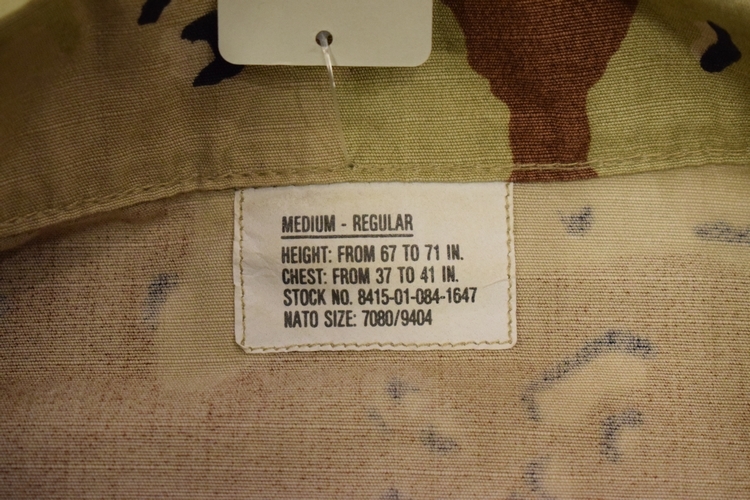 MEDIUM - REGULAR
HEIGHT: FROM 67 TO 71 IN.
CHEST: FROM 37 TO 41 IN.
STOCK NO. 8415-01-084-1647
NATO SIZE: 7080/9404